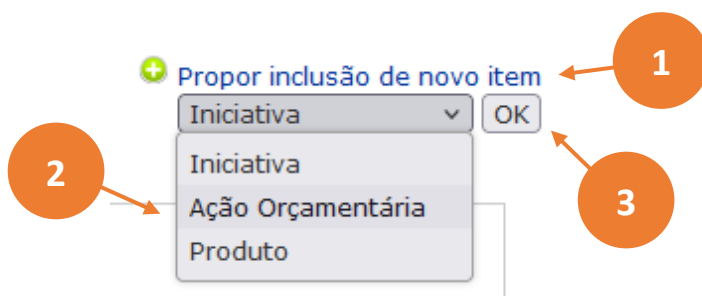 Propor inclusão de novo item
1
Iniciativa OK
Iniciativa
2
Ação Orçamentária
3
Produto